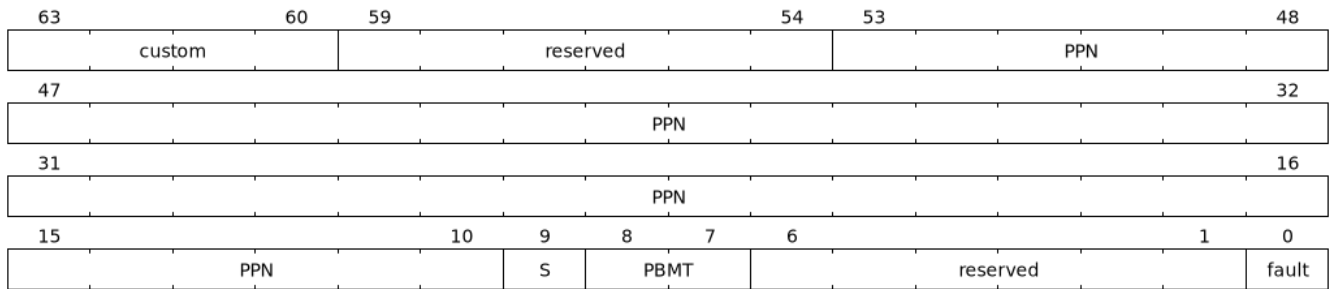 63 60 59 54 53 48
custom reserved PPN
47 32
PPN
31 16
PPN
15 10 9 8 7 6 1 0
PPN S PBMT reserved fault